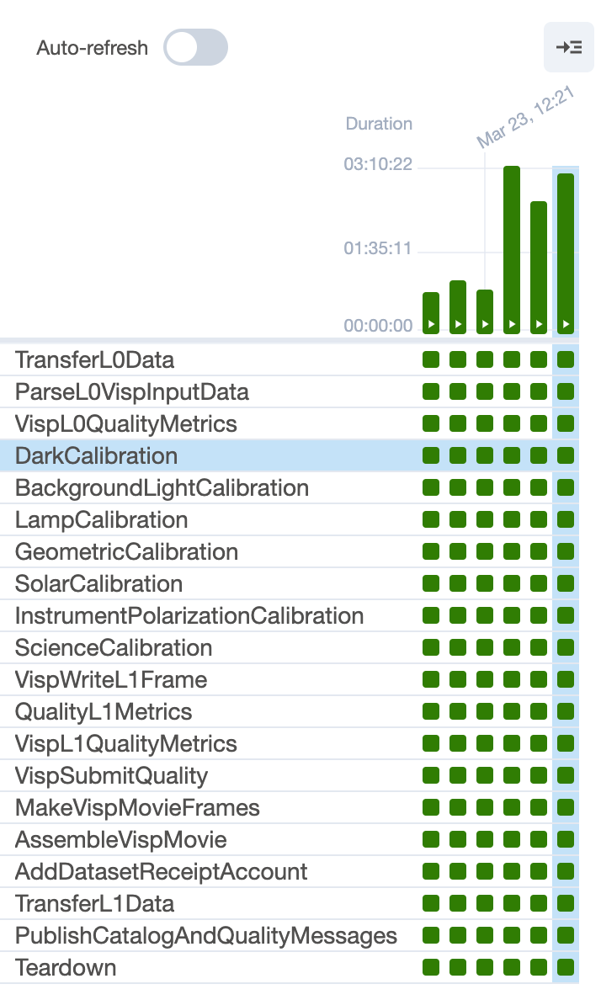 Auto-refresh
Duration
Mar 23, 12:21
03:10:22
01:35:11
00:00:00
TransferL0Data
ParseL0VispInputData
VispL0QualityMetrics
DarkCalibration
BackgroundLightCalibration
LampCalibration
GeometricCalibration
SolarCalibration
InstrumentPolarizationCalibration
ScienceCalibration
VispWriteL1Frame
QualityL1Metrics
VispL1QualityMetrics
VispSubmitQuality
MakeVispMovieFrames
AssembleVispMovie
AddDatasetReceiptAccount
TransferL1Data
PublishCatalogAndQualityMessages
Teardown